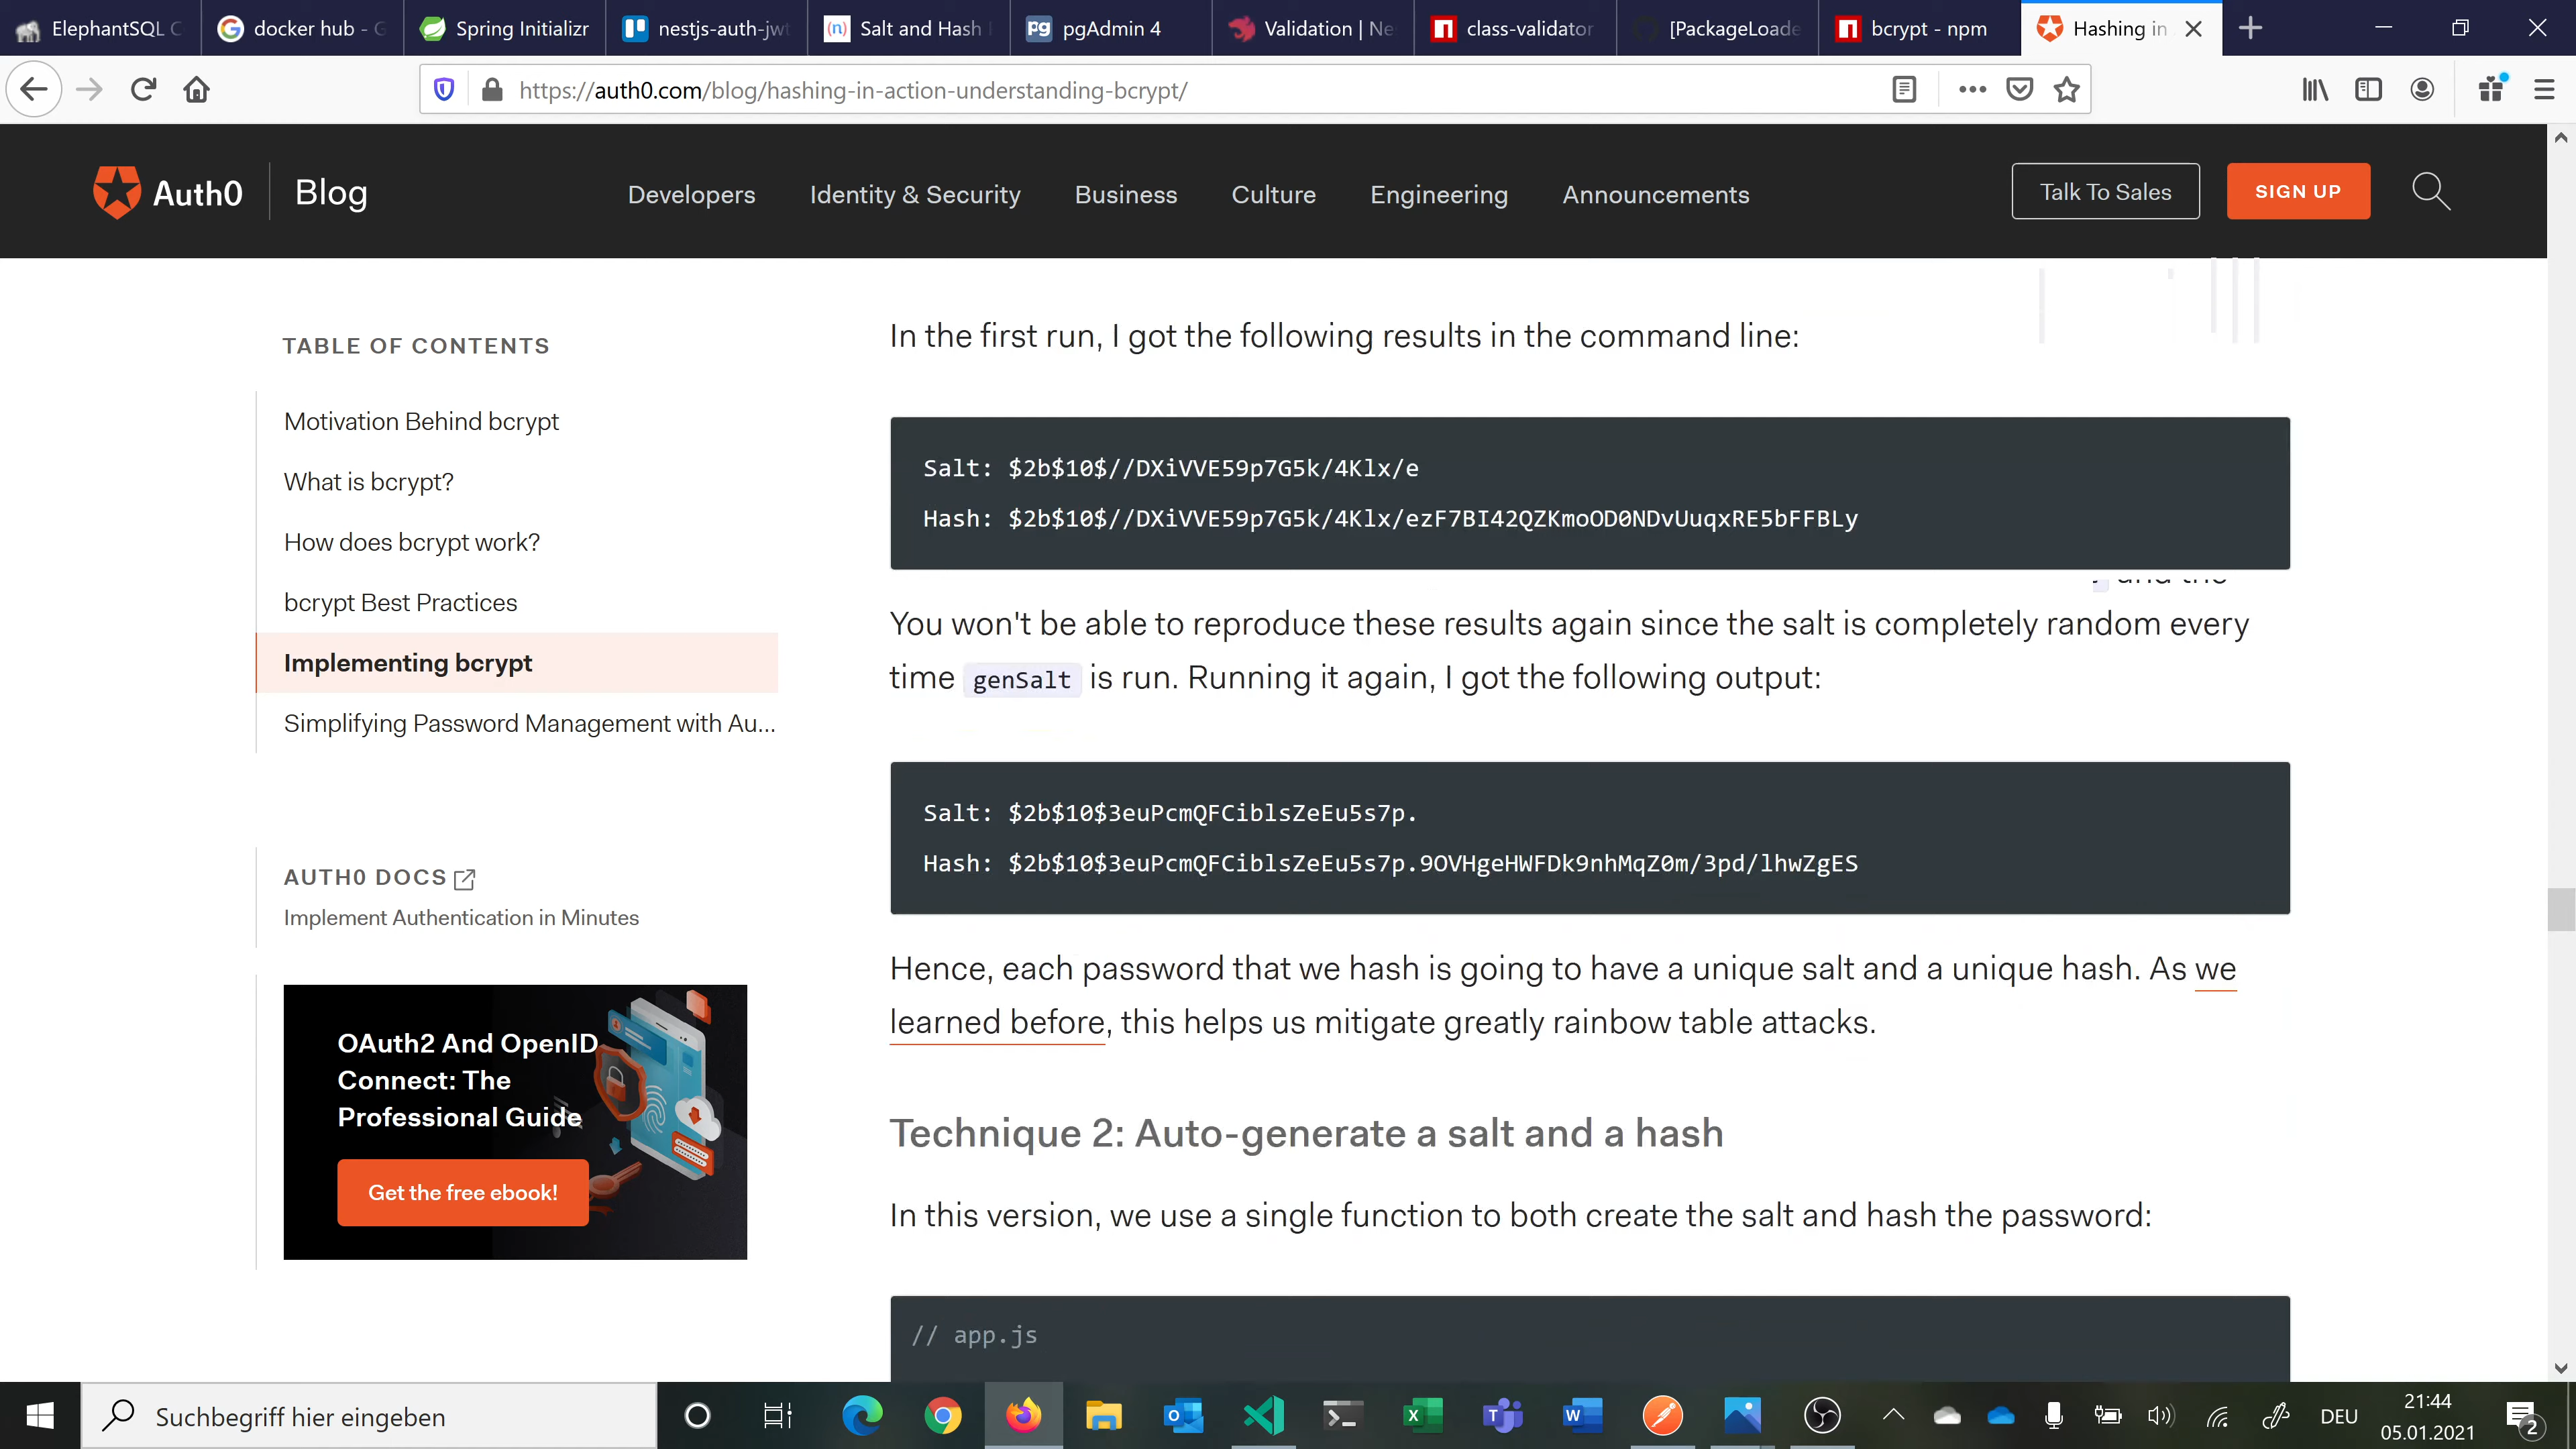 ElephantSQL C
docker hub - G
Spring Initializr
nestjs-auth-jwt
Salt and Hash
pgAdmin 4
Validation | Ne
class-validator
[PackageLoade
bcrypt - npm
Hashing in
https://auth0.com/blog/hashing-in-action-understanding-bcrypt/
Auth0 Blog
Developers Identity & Security Business Culture Engineering Announcements
Talk To Sales
SIGN UP
TABLE OF CONTENTS
Motivation Behind bcrypt
What is bcrypt?
How does bcrypt work?
bcrypt Best Practices
Implementing bcrypt
Simplifying Password Management with Au...
AUTH0 DOCS
Implement Authentication in Minutes
OAuth2 And OpenID
Connect: The
Professional Guide
Get the free ebook!
In the first run, I got the following results in the command line:
Salt: $2b$10$//DXiVVE59p7G5k/4Klx/e
Hash: $2b$10$//DXiVVE59p7G5k/4Klx/ezF7BI42QZKmoOD0NDvUuqxRE5bFFBLy
You won't be able to reproduce these results again since the salt is completely random every
time genSalt is run. Running it again, I got the following output:
Salt: $2b$10$3euPcmQFCiblsZeEu5s7p.
Hash: $2b$10$3euPcmQFCiblsZeEu5s7p.9OVHgeHWFDk9nhMqZ0m/3pd/lhwZgES
Hence, each password that we hash is going to have a unique salt and a unique hash. As we
learned before, this helps us mitigate greatly rainbow table attacks.
Technique 2: Auto-generate a salt and a hash
In this version, we use a single function to both create the salt and hash the password:
// app.js
Suchbegriff hier eingeben
DEU
21:44
05.01.2021
2